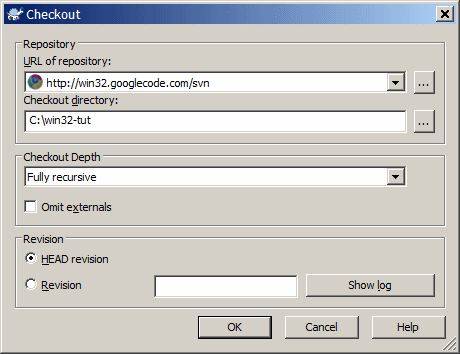 Checkout
Repository
URL of repository:
http://win32.googlecode.com/svn
...
Checkout directory:
C:\win32-tut
...
Checkout Depth
Fully recursive
Omit externals
Revision
HEAD revision
Revision
Show log
OK Cancel Help